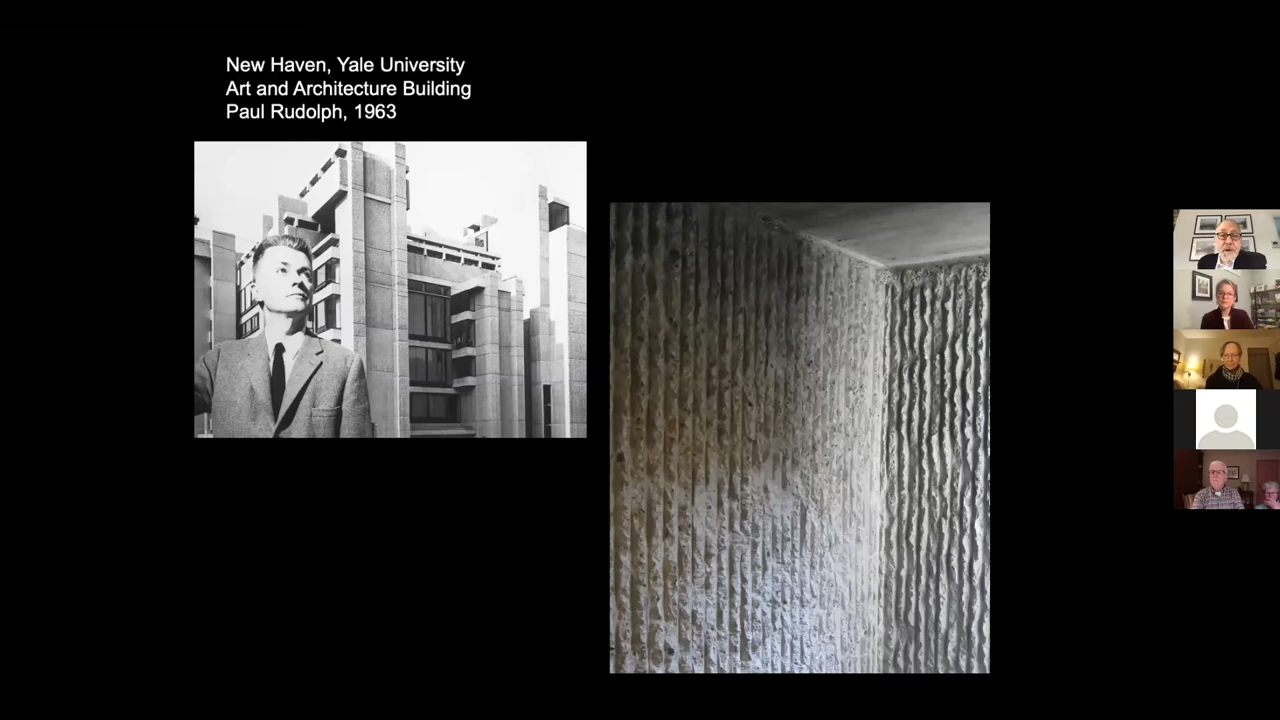 New Haven, Yale University
Art and Architecture Building
Paul Rudolph, 1963